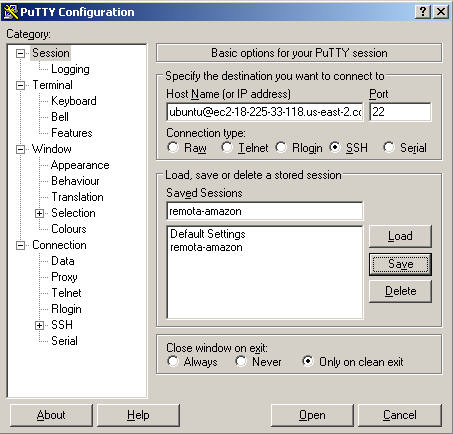 PuTTY Configuration
Category:
Session
Logging
Terminal
Keyboard
Bell
Features
Window
Appearance
Behaviour
Translation
Selection
Colours
Connection
Data
Proxy
Telnet
Rlogin
SSH
Serial
Basic options for your PuTTY session
Specify the destination you want to connect to
Host Name (or IP address) Port
ubuntu@ec2-18-225-33-118.us-east-2.co 22
Connection type:
Raw Telnet Rlogin SSH Serial
Load, save or delete a stored session
Saved Sessions
remota-amazon
Default Settings
remota-amazon
Load
Save
Delete
Close window on exit:
Always Never Only on clean exit
About Help Open Cancel